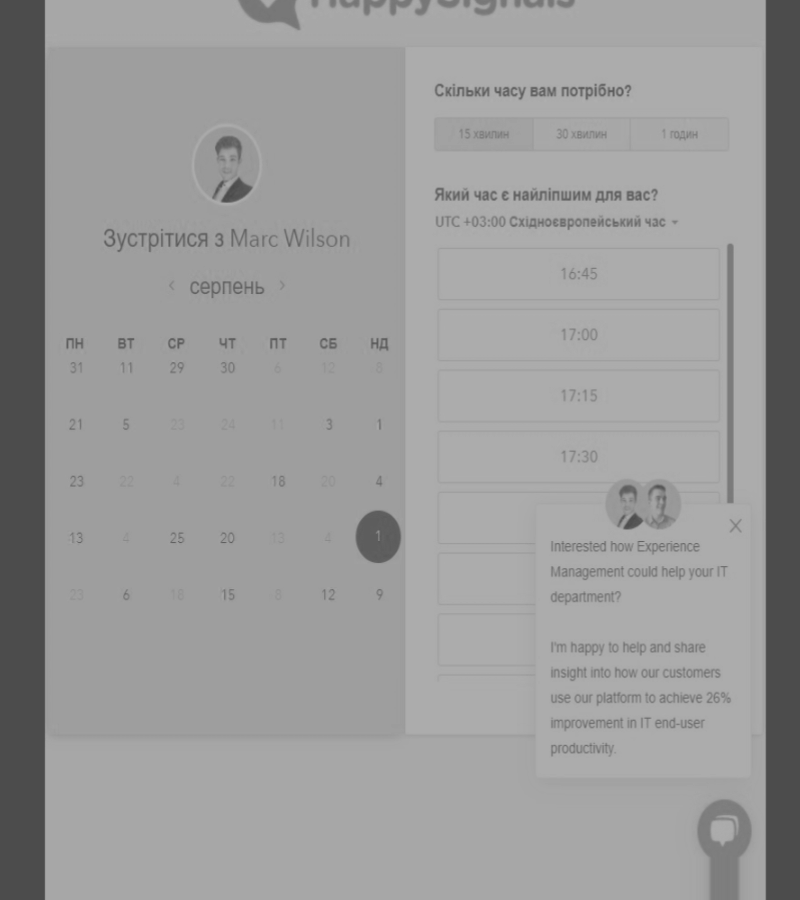 HappySignals
Зустрітися з Marc Wilson
серпень
ПН ВТ СР ЧТ ПТ СБ НД
31 11 29 30 6 12 8
21 5 23 24 11 3 1
23 22 4 22 18 20 4
13 4 25 20 13 4 1
23 6 18 15 8 12 9
Скільки часу вам потрібно?
15 хвилин 30 хвилин 1 годин
Який час є найліпшим для вас?
UTC +03:00 Східноєвропейський час
16:45
17:00
17:15
17:30
Interested how Experience
Management could help your IT
department?
I'm happy to help and share
insight into how our customers
use our platform to achieve 26%
improvement in IT end-user
productivity.